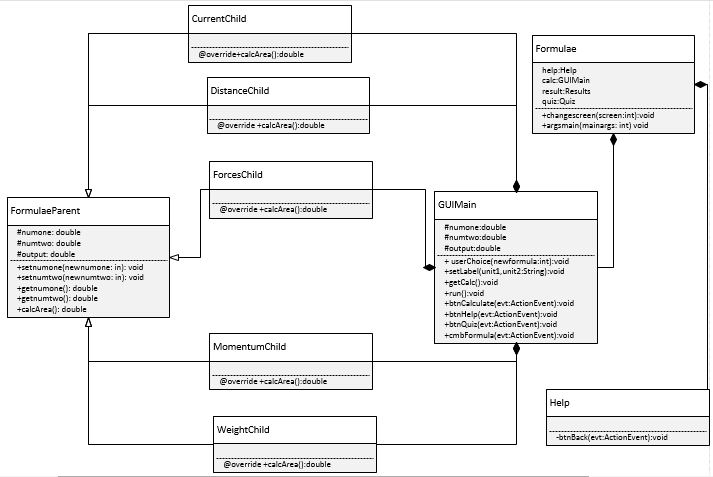 CurrentChild
@override+calcArea():double
DistanceChild
@override +calcArea():double
ForcesChild
@override +calcArea():double
FormulaeParent
#numone: double
#numtwo: double
#output: double
+setnumone(newnumone: in): void
+setnumtwo(newnumtwo: in): void
+getnumone(): double
+getnumtwo(): double
+calcArea(): double
MomentumChild
@override +calcArea():double
WeightChild
@override +calcArea():double
Formulae
help:Help
calc:GUIMain
result:Results
quiz:Quiz
+changescreen(screen:int):void
+argsmain(mainargs: int) void
GUIMain
#numone:double
#numtwo:double
#output:double
+ userChoice(newformula:int):void
+setLabel(unit1,unit2:String):void
+getCalc():void
+run():void
+btnCalculate(evt:ActionEvent):void
+btnHelp(evt:ActionEvent):void
+btnQuiz(evt:ActionEvent):void
+cmbFormula(evt:ActionEvent):void
Help
-btnBack(evt:ActionEvent):void